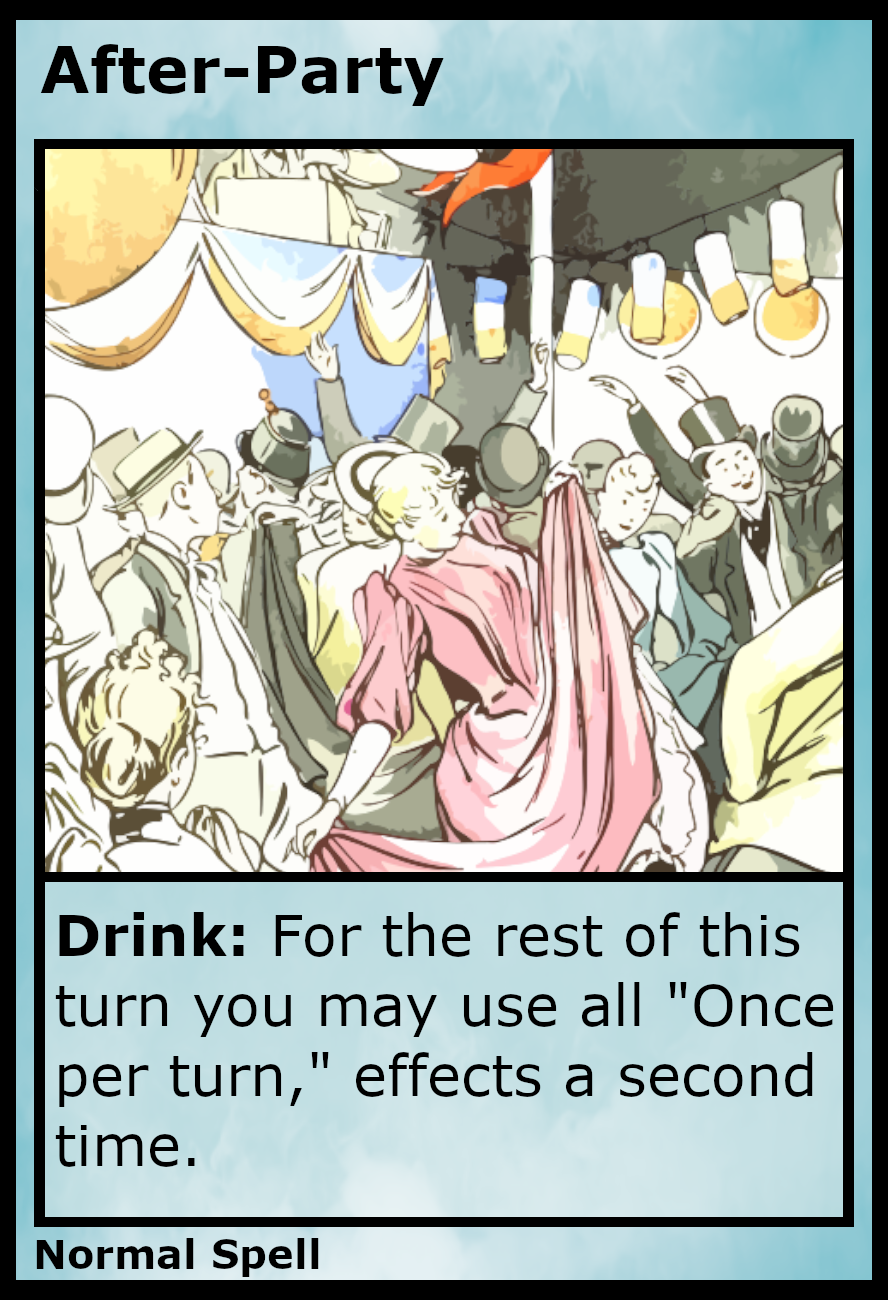 After-Party
Drink: For the rest of this
turn you may use all "Once
per turn," effects a second
time.
Normal Spell